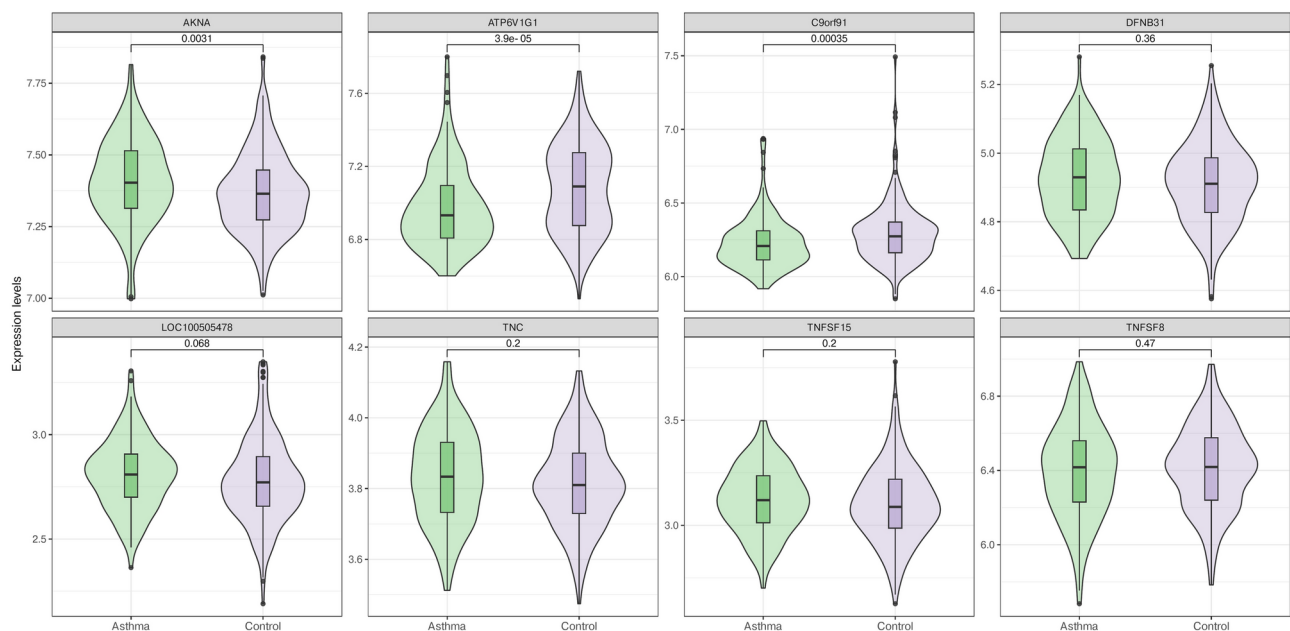 AKNA
ATP6V1G1
C9orf91
DFNB31
0.0031
3.9e-05
0.00035
0.36
7.75
7.50
7.25
7.00
7.6
7.2
6.8
7.5
7.0
6.5
6.0
5.2
5.0
4.8
4.6
Expression levels
LOC100505478
TNC
TNFSF15
TNFSF8
0.068
0.2
0.2
0.47
3.0
2.5
4.2
4.0
3.8
3.6
3.5
3.0
6.8
6.4
6.0
Asthma
Control
Asthma
Control
Asthma
Control
Asthma
Control